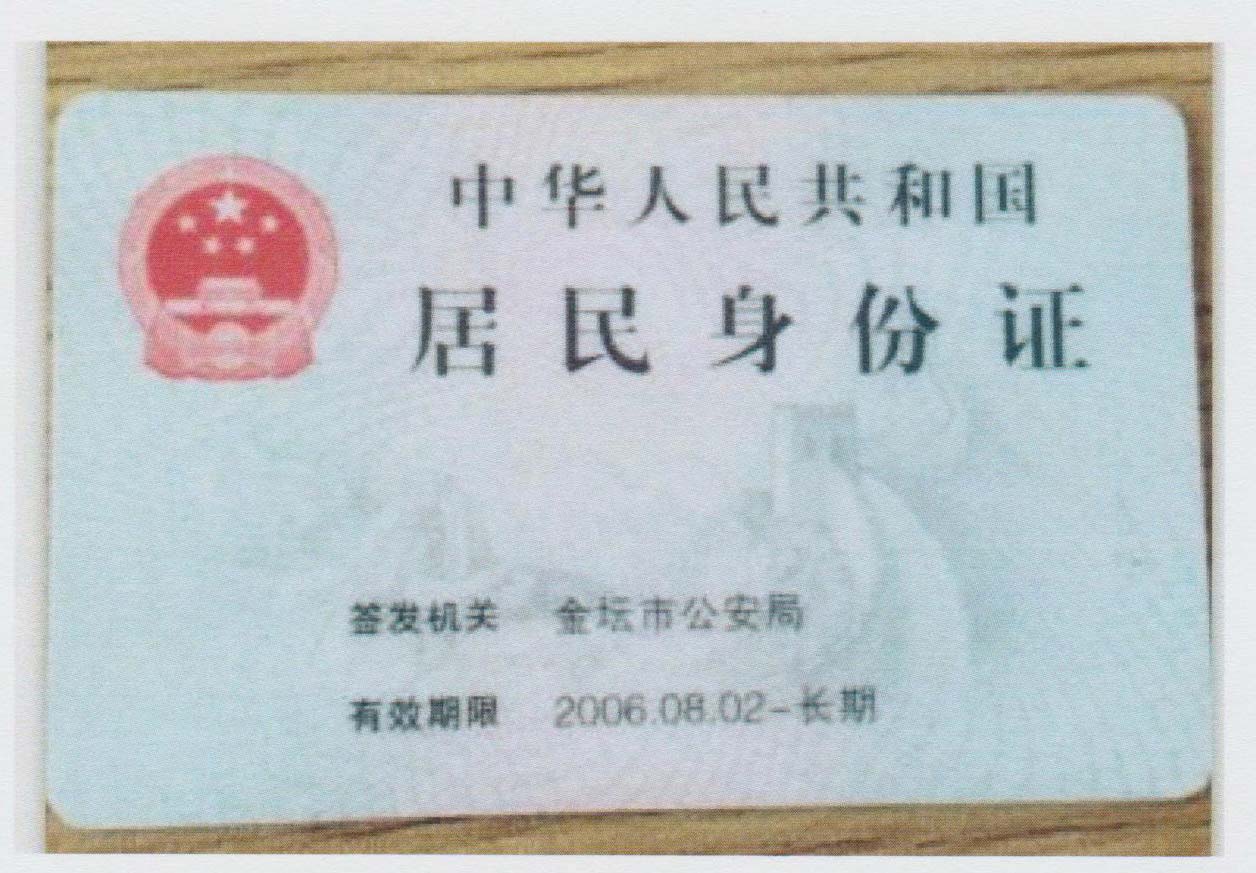 中华人民共和国
居民身份证
签发机关 金坛市公安局
有效期限 2006.08.02-长期